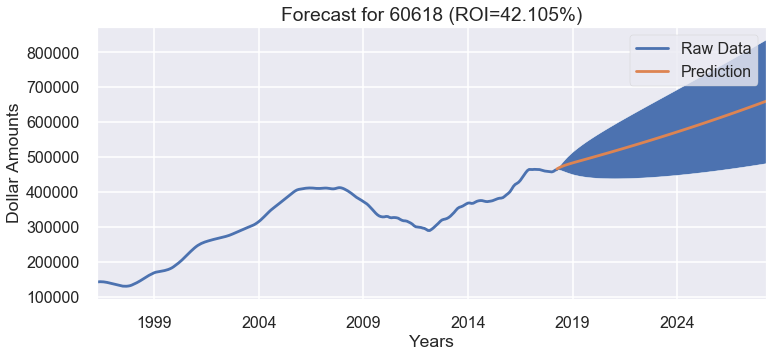 Forecast for 60618 (ROI=42.105%)
Raw Data
Prediction
Dollar Amounts
800000
700000
600000
500000
400000
300000
200000
100000
1999 2004 2009 2014 2019 2024
Years